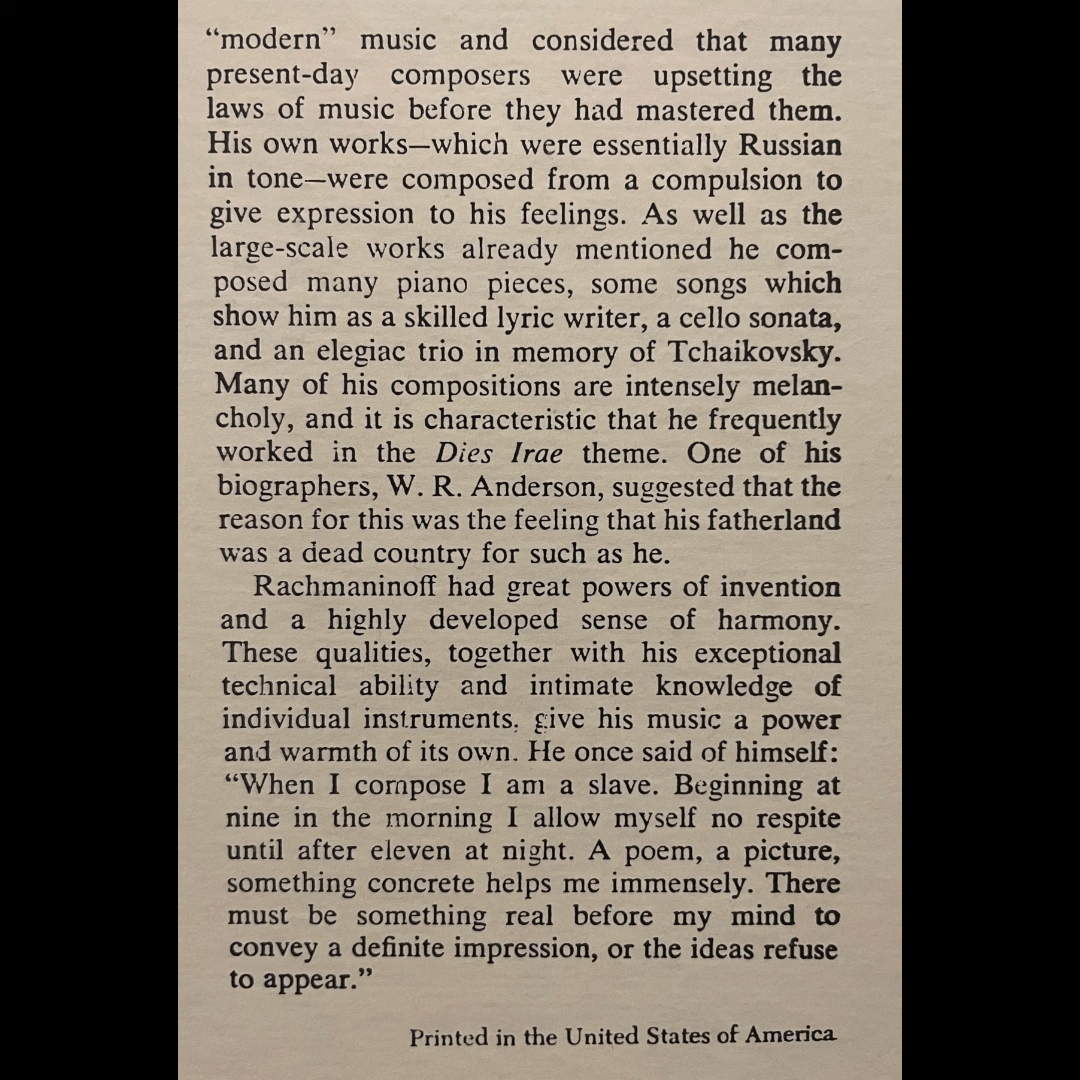 “modern” music and considered that many
present-day composers were upsetting the
laws of music before they had mastered them.
His own works—which were essentially Russian
in tone—were composed from a compulsion to
give expression to his feelings. As well as the
large-scale works already mentioned he com-
posed many piano pieces, some songs which
show him as a skilled lyric writer, a cello sonata,
and an elegiac trio in memory of Tchaikovsky.
Many of his compositions are intensely melan-
choly, and it is characteristic that he frequently
worked in the Dies Irae theme. One of his
biographers, W. R. Anderson, suggested that the
reason for this was the feeling that his fatherland
was a dead country for such as he.
Rachmaninoff had great powers of invention
and a highly developed sense of harmony.
These qualities, together with his exceptional
technical ability and intimate knowledge of
individual instruments, give his music a power
and warmth of its own. He once said of himself:
“When I compose I am a slave. Beginning at
nine in the morning I allow myself no respite
until after eleven at night. A poem, a picture,
something concrete helps me immensely. There
must be something real before my mind to
convey a definite impression, or the ideas refuse
to appear.”
Printed in the United States of America